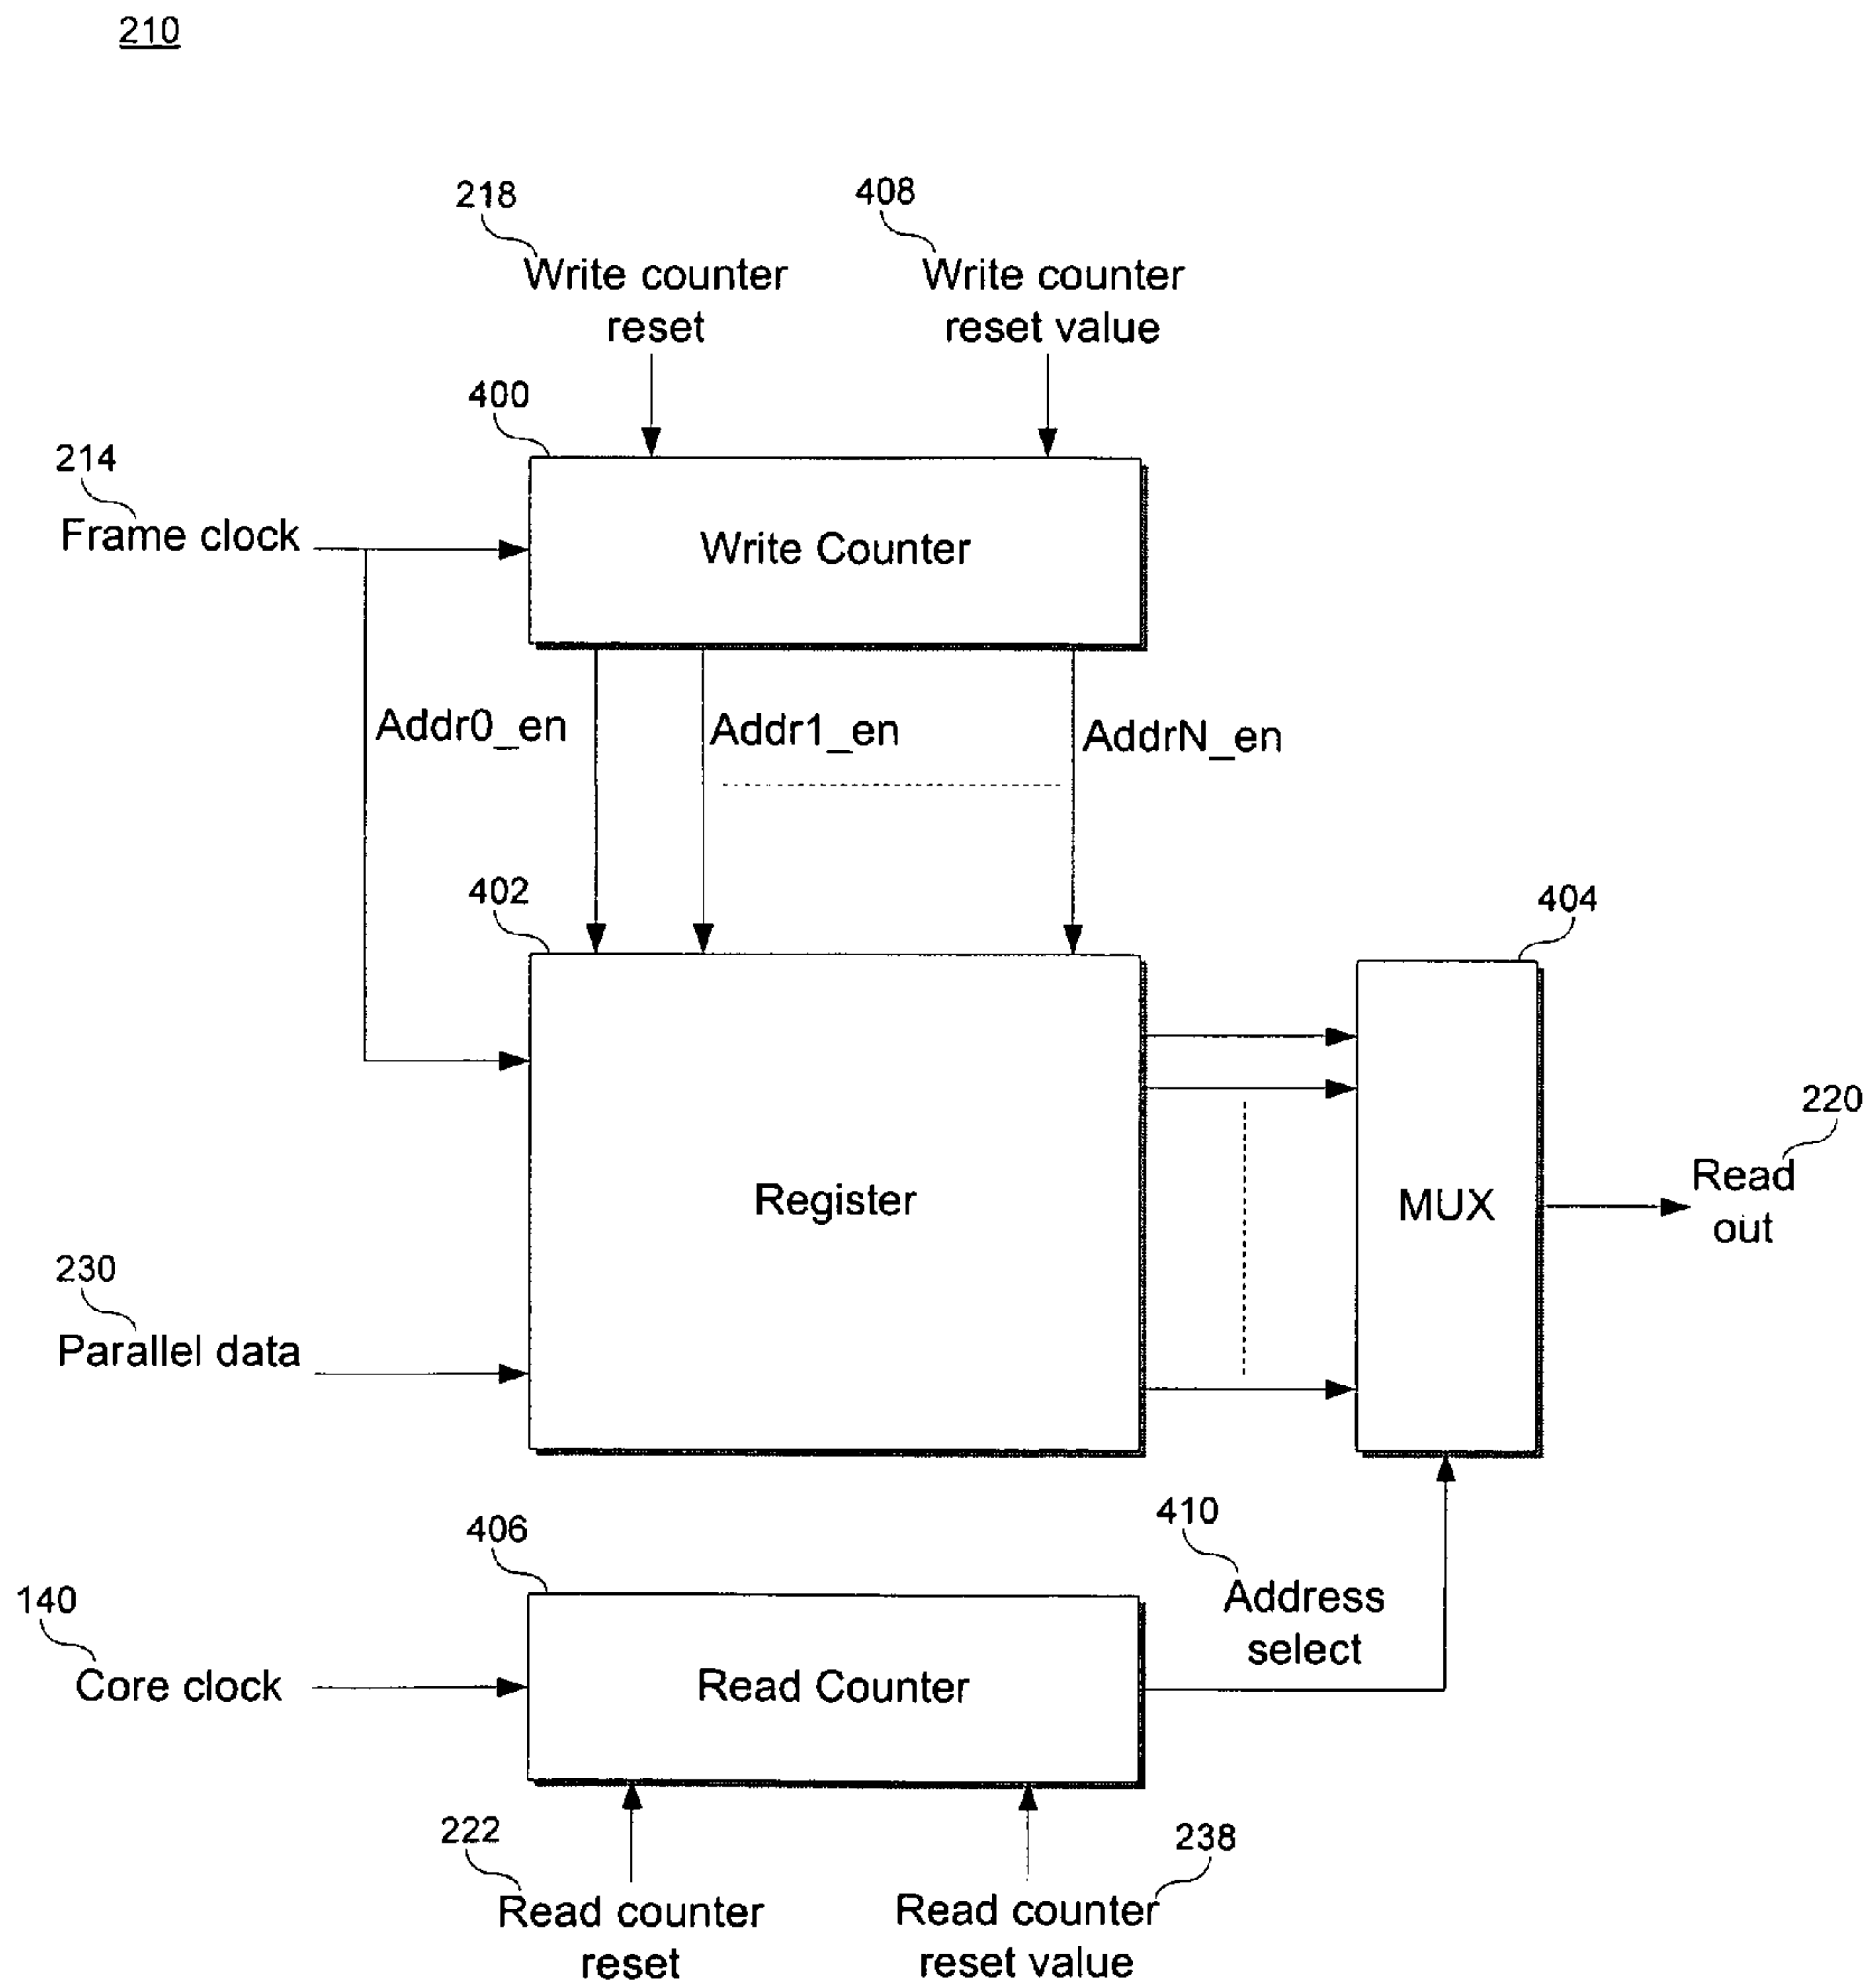 210
218
408
Write counter
reset
Write counter
reset value
400
214
Frame clock
Write Counter
Addr0_en
Addr1_en
AddrN_en
402
404
Register
MUX
220
Read
out
230
Parallel data
410
Address
select
406
140
Core clock
Read Counter
222
Read counter
reset
238
Read counter
reset value